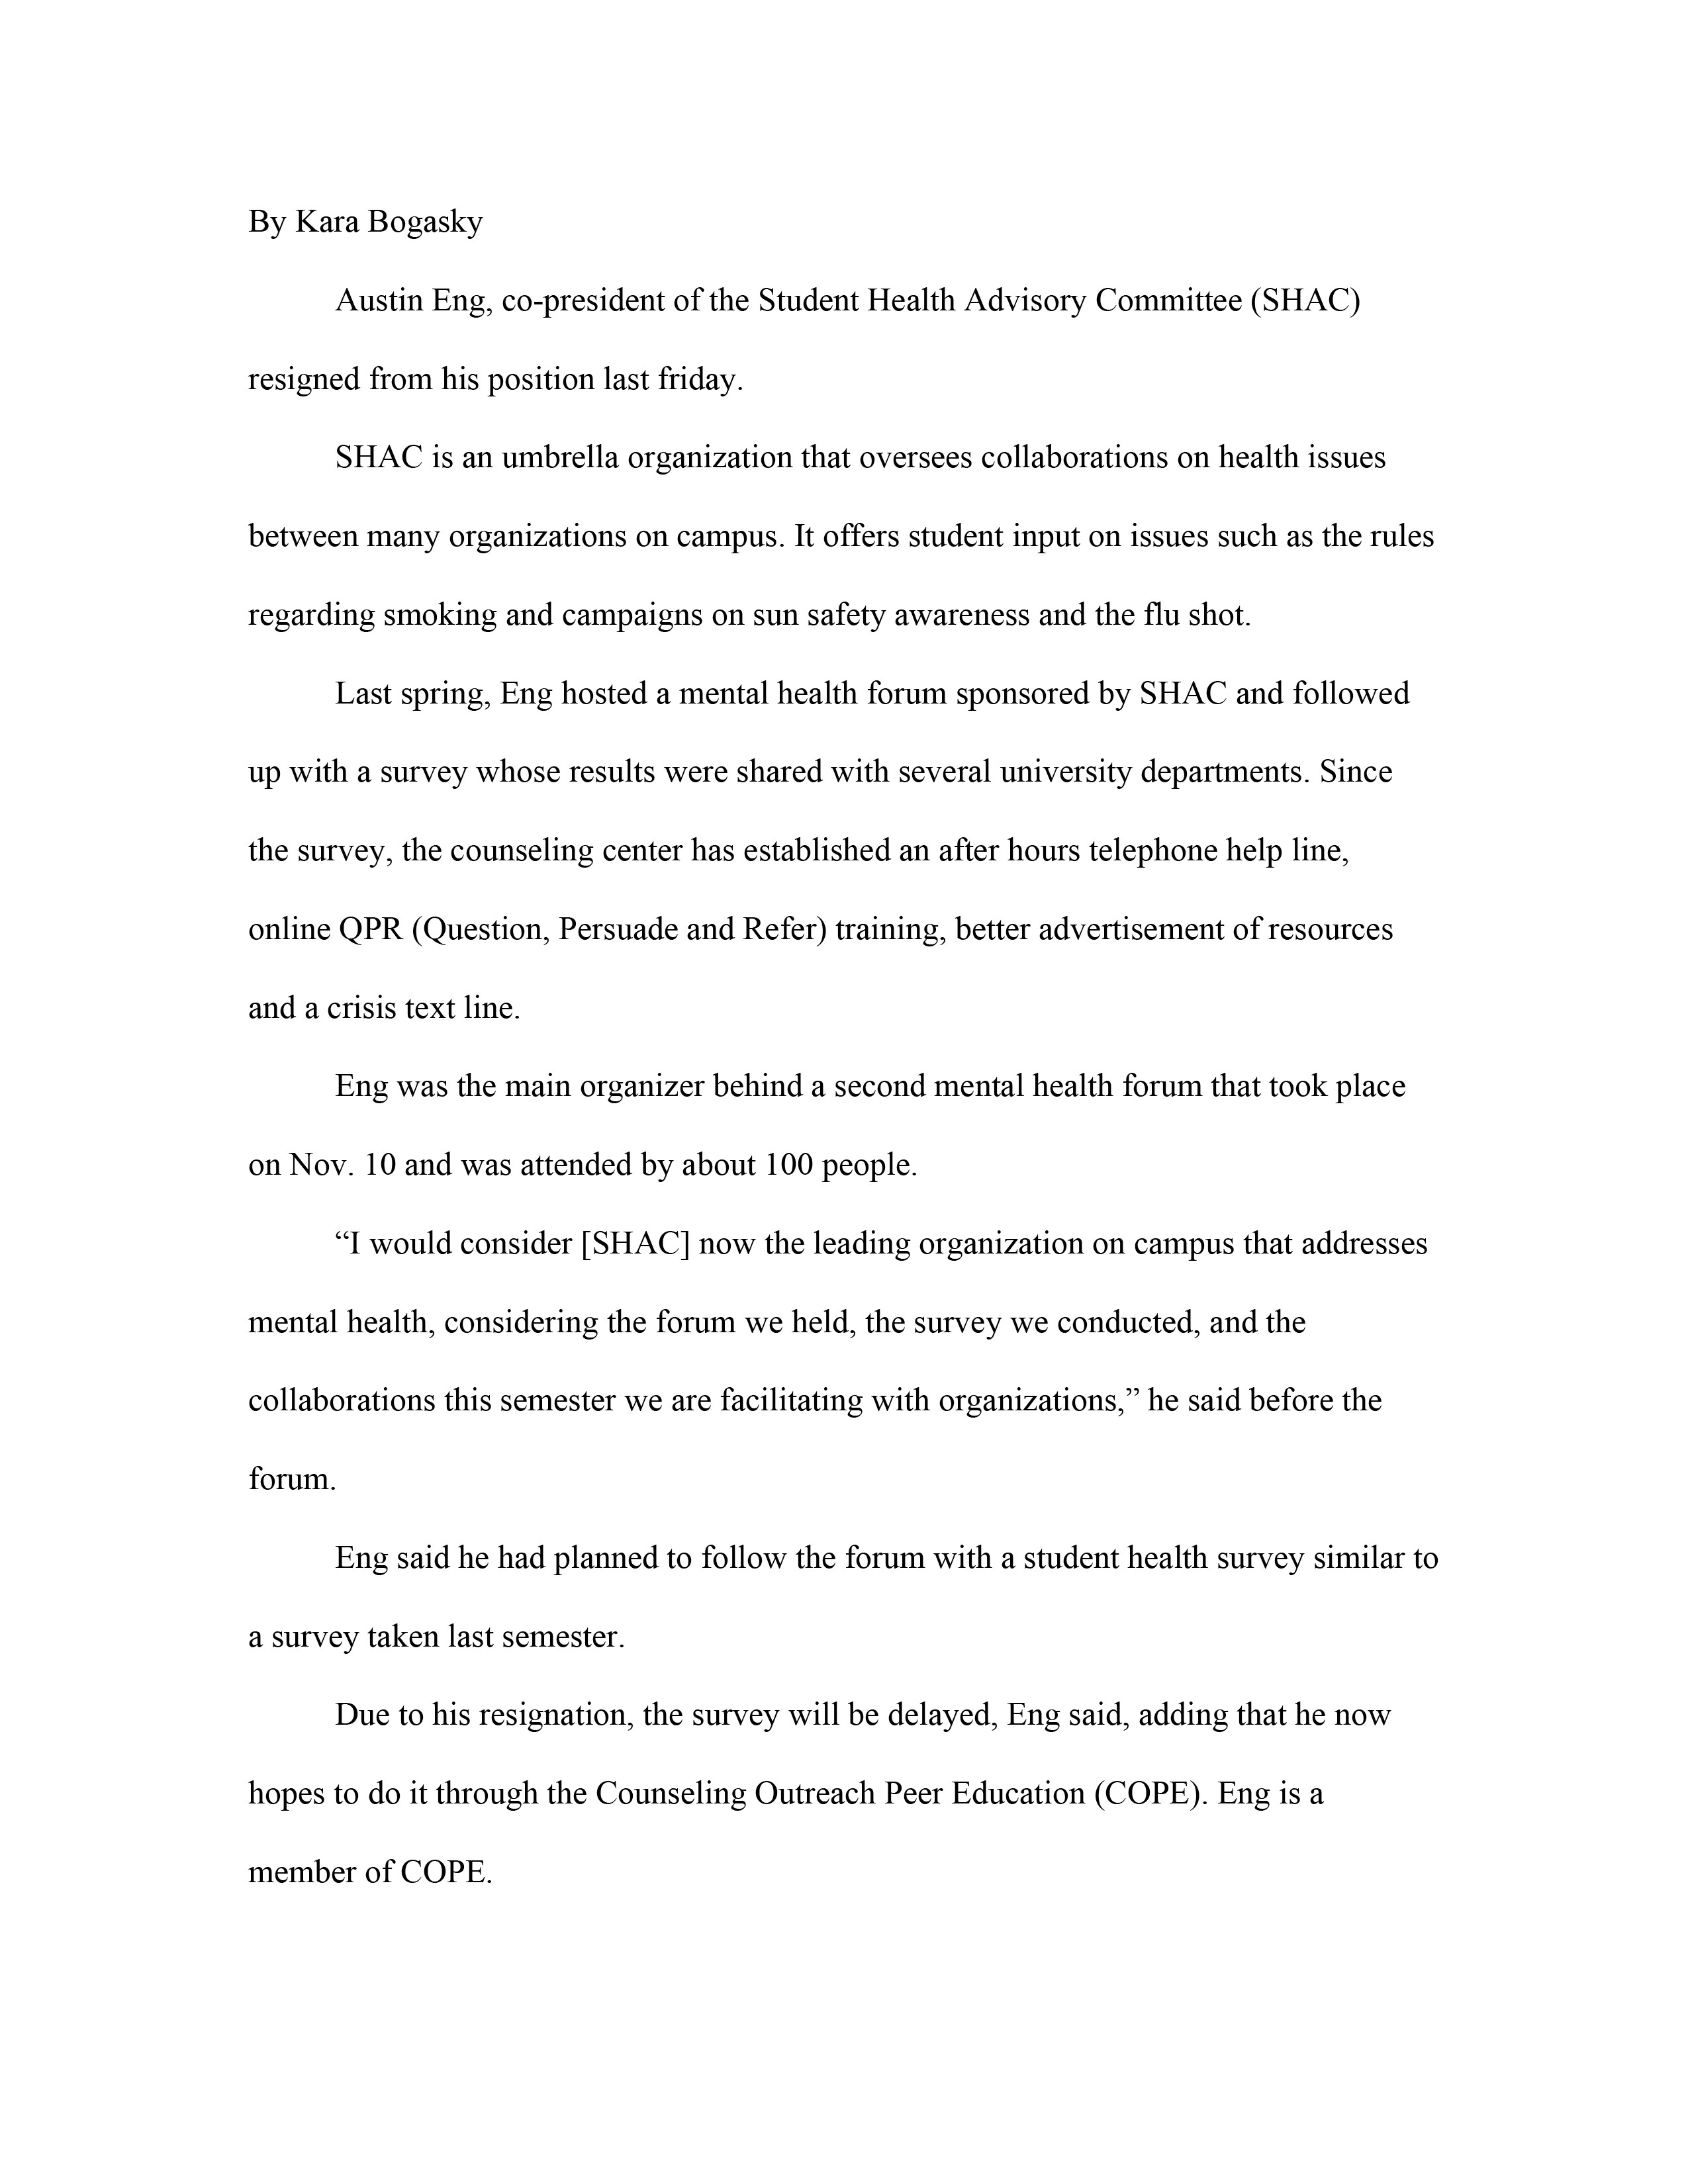 By Kara Bogasky
Austin Eng, co-president of the Student Health Advisory Committee (SHAC)
resigned from his position last friday.
SHAC is an umbrella organization that oversees collaborations on health issues
between many organizations on campus. It offers student input on issues such as the rules
regarding smoking and campaigns on sun safety awareness and the flu shot.
Last spring, Eng hosted a mental health forum sponsored by SHAC and followed
up with a survey whose results were shared with several university departments. Since
the survey, the counseling center has established an after hours telephone help line,
online QPR (Question, Persuade and Refer) training, better advertisement of resources
and a crisis text line.
Eng was the main organizer behind a second mental health forum that took place
on Nov. 10 and was attended by about 100 people.
“I would consider [SHAC] now the leading organization on campus that addresses
mental health, considering the forum we held, the survey we conducted, and the
collaborations this semester we are facilitating with organizations,” he said before the
forum.
Eng said he had planned to follow the forum with a student health survey similar to
a survey taken last semester.
Due to his resignation, the survey will be delayed, Eng said, adding that he now
hopes to do it through the Counseling Outreach Peer Education (COPE). Eng is a
member of COPE.